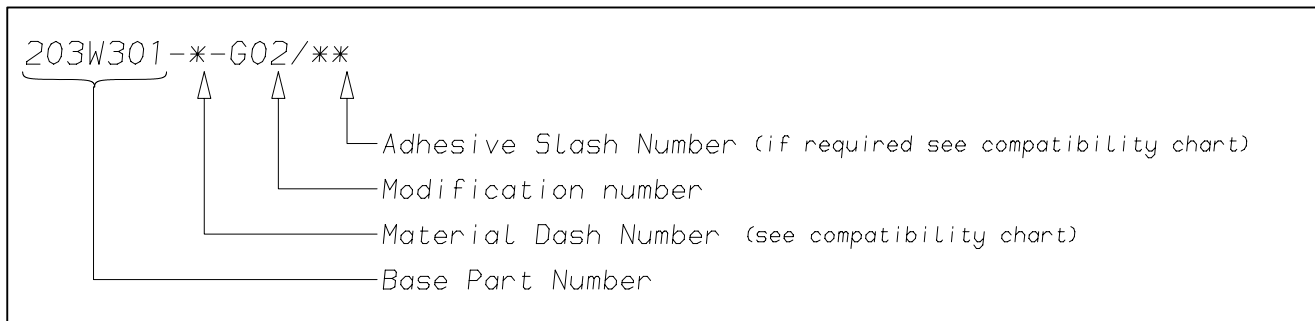 203W301-*-G02/**
Adhesive Slash Number (if required see compatibility chart)
Modification number
Material Dash Number (see compatibility chart)
Base Part Number